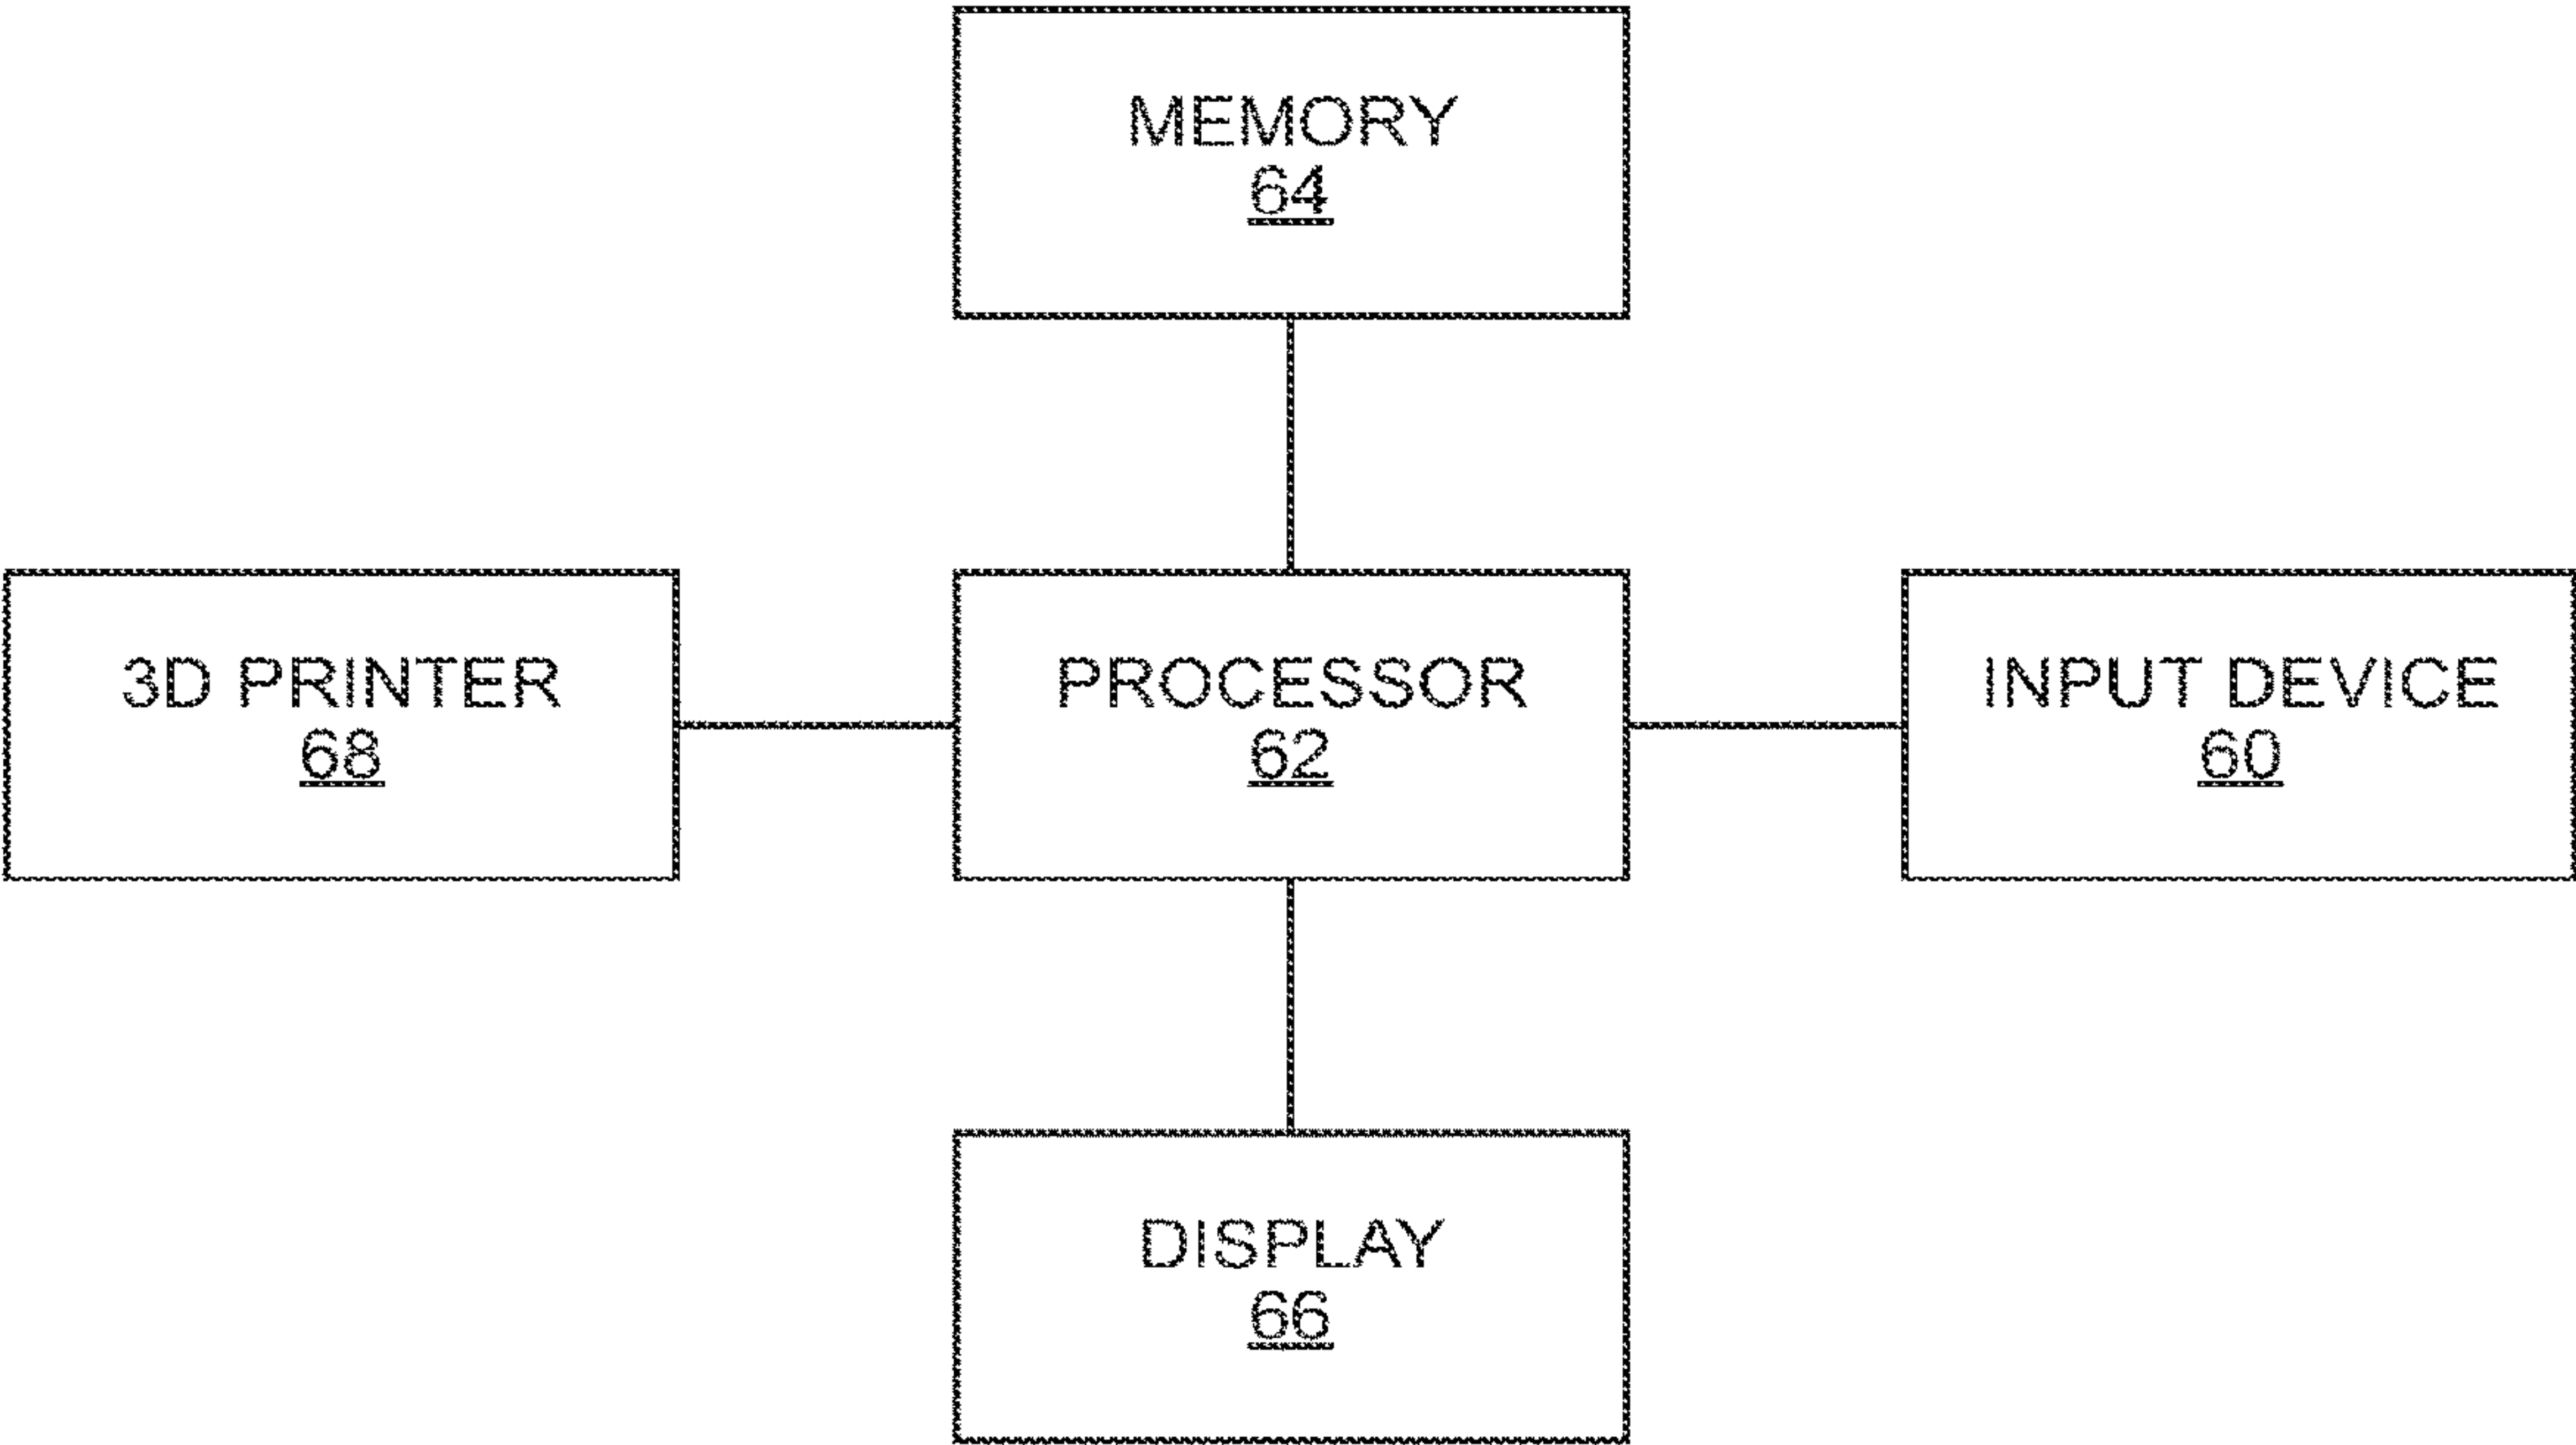 MEMORY
64
3D PRINTER
68
PROCESSOR
62
INPUT DEVICE
60
DISPLAY
66